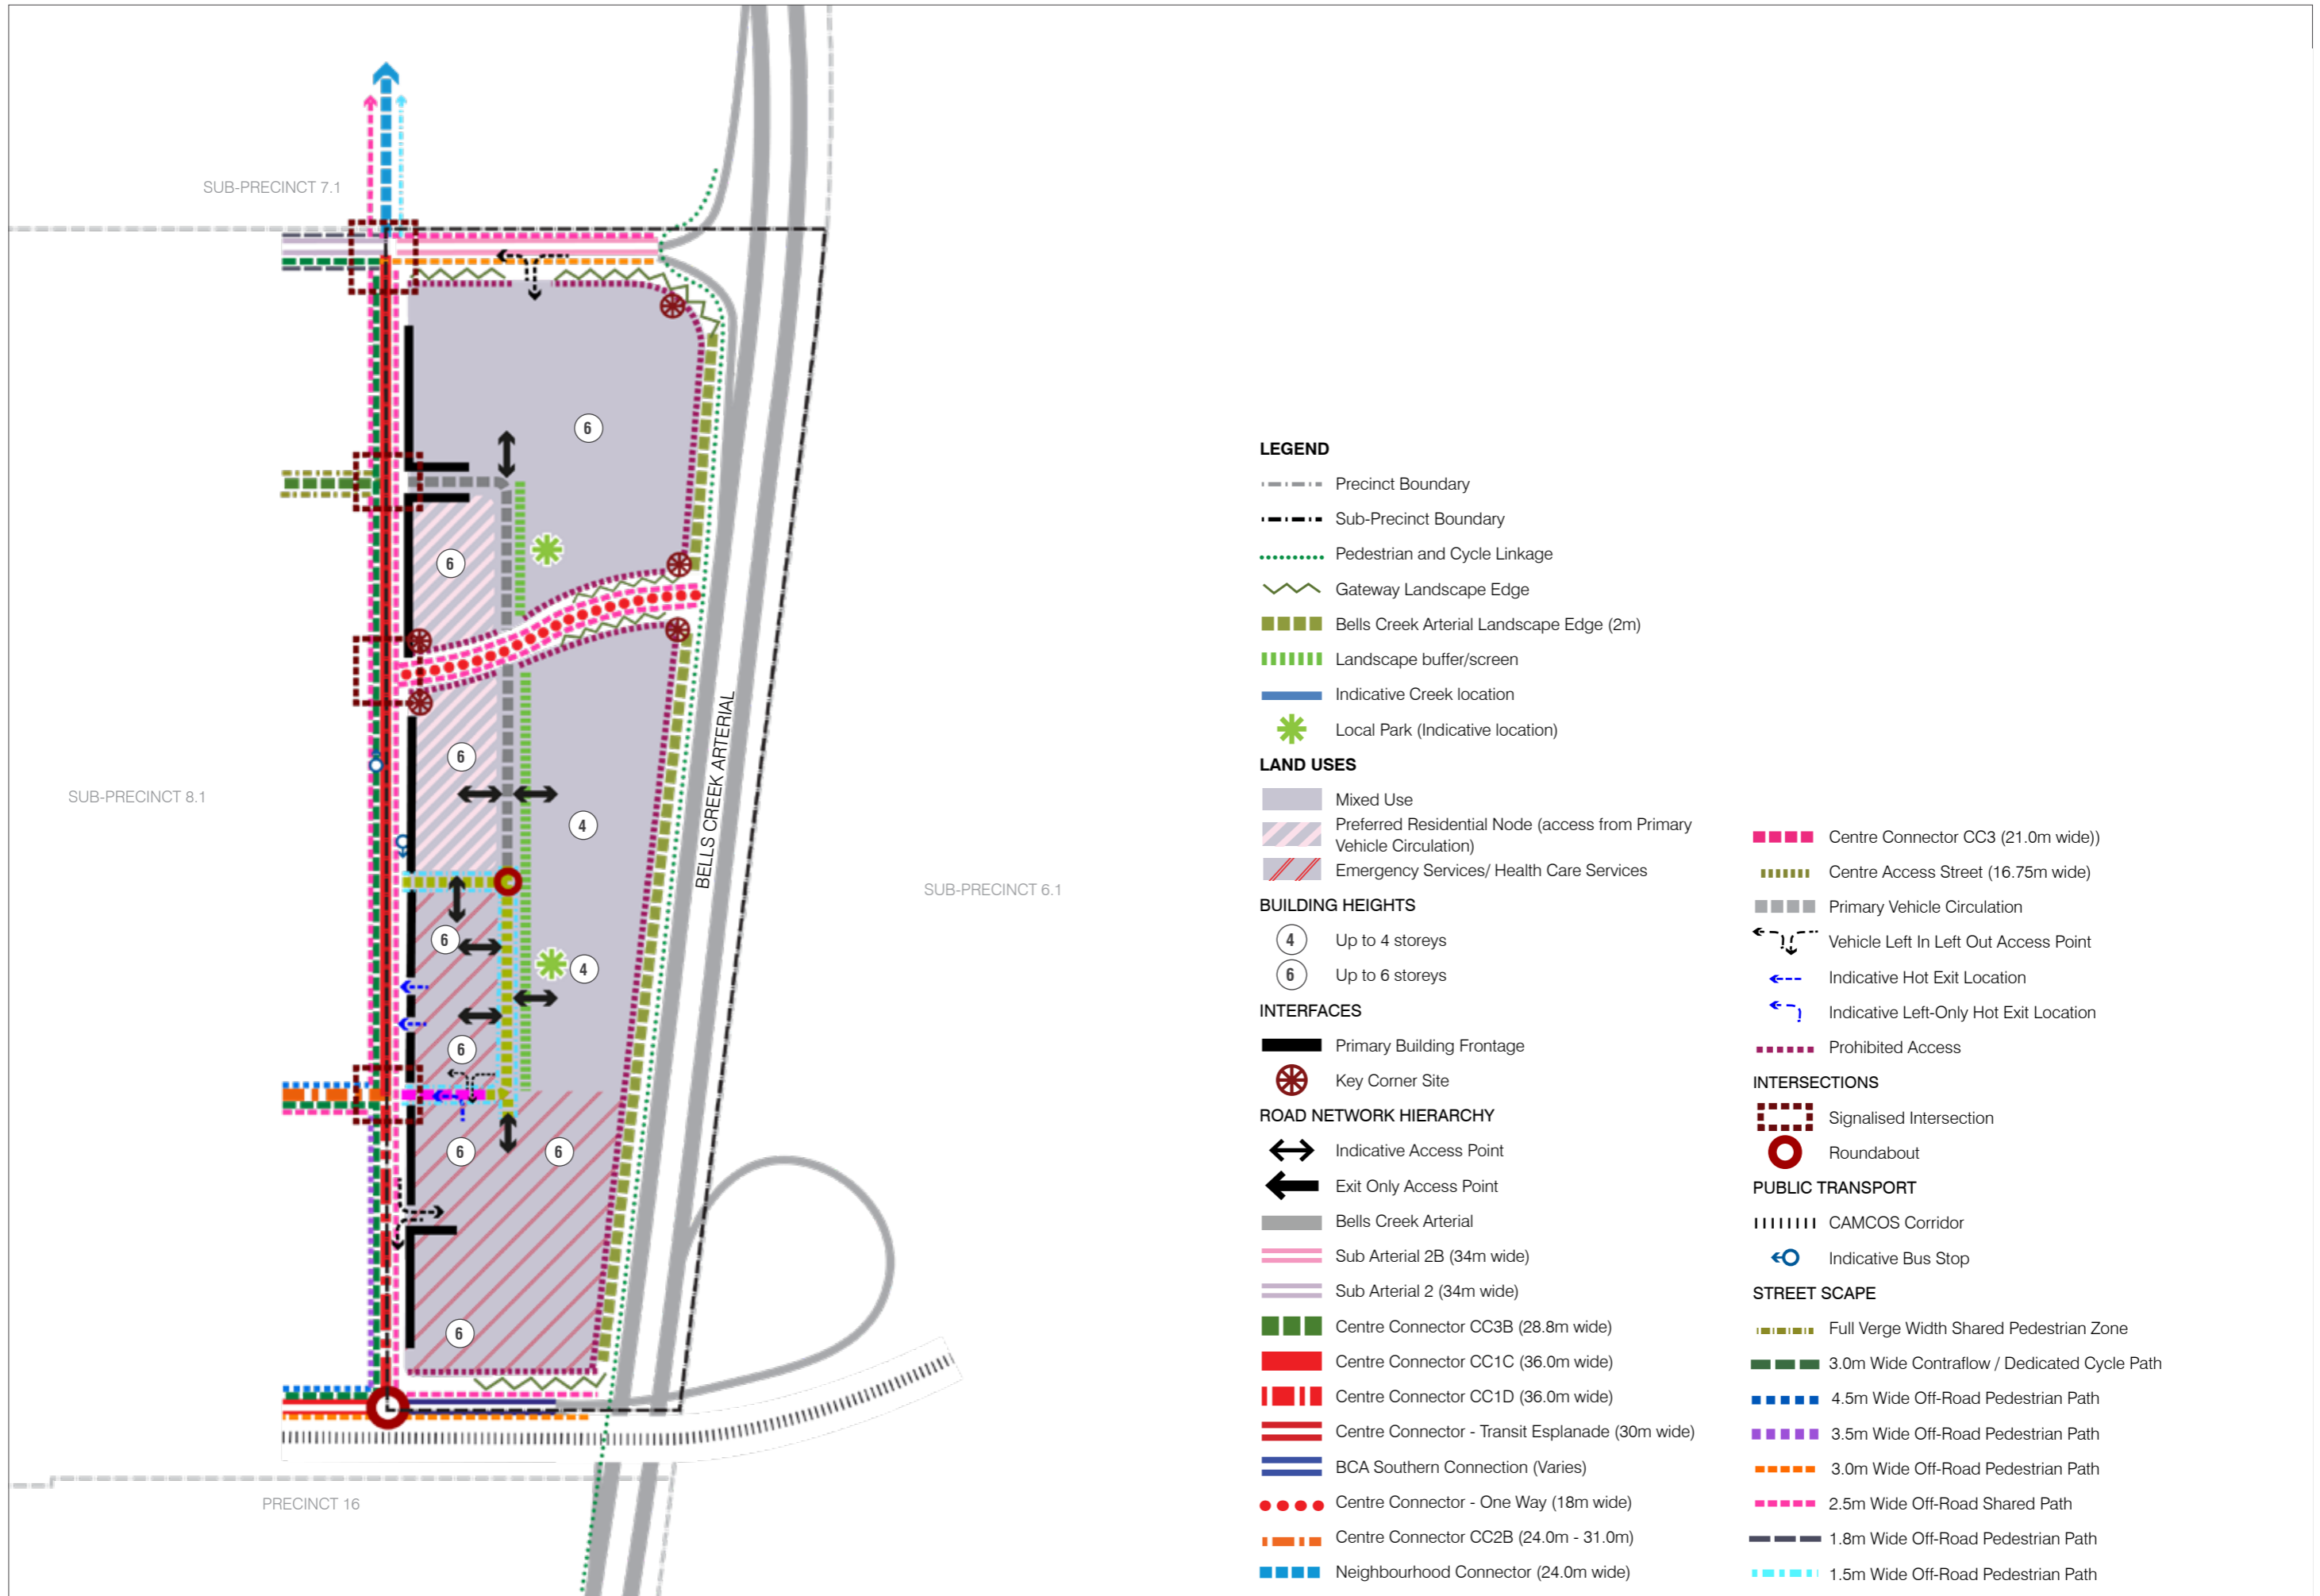 SUB-PRECINCT 7.1
6
6
6
SUB-PRECINCT 8.1
4
BELLS CREEK ARTERIAL
SUB-PRECINCT 6.1
6
4
6
6
6
6
PRECINCT 16
LEGEND
Precinct Boundary
Sub-Precinct Boundary
Pedestrian and Cycle Linkage
Gateway Landscape Edge
Bells Creek Arterial Landscape Edge (2m)
Landscape buffer/screen
Indicative Creek location
Local Park (Indicative location)
LAND USES
Mixed Use
Preferred Residential Node (access from Primary
Vehicle Circulation)
Emergency Services/ Health Care Services
BUILDING HEIGHTS
4 Up to 4 storeys
6 Up to 6 storeys
INTERFACES
Primary Building Frontage
Key Corner Site
ROAD NETWORK HIERARCHY
Indicative Access Point
Exit Only Access Point
Bells Creek Arterial
Sub Arterial 2B (34m wide)
Sub Arterial 2 (34m wide)
Centre Connector CC3B (28.8m wide)
Centre Connector CC1C (36.0m wide)
Centre Connector CC1D (36.0m wide)
Centre Connector - Transit Esplanade (30m wide)
BCA Southern Connection (Varies)
Centre Connector - One Way (18m wide)
Centre Connector CC2B (24.0m - 31.0m)
Neighbourhood Connector (24.0m wide)
Centre Connector CC3 (21.0m wide))
Centre Access Street (16.75m wide)
Primary Vehicle Circulation
Vehicle Left In Left Out Access Point
Indicative Hot Exit Location
Indicative Left-Only Hot Exit Location
Prohibited Access
INTERSECTIONS
Signalised Intersection
Roundabout
PUBLIC TRANSPORT
CAMCOS Corridor
Indicative Bus Stop
STREET SCAPE
Full Verge Width Shared Pedestrian Zone
3.0m Wide Contraflow / Dedicated Cycle Path
4.5m Wide Off-Road Pedestrian Path
3.5m Wide Off-Road Pedestrian Path
3.0m Wide Off-Road Pedestrian Path
2.5m Wide Off-Road Shared Path
1.8m Wide Off-Road Pedestrian Path
1.5m Wide Off-Road Pedestrian Path